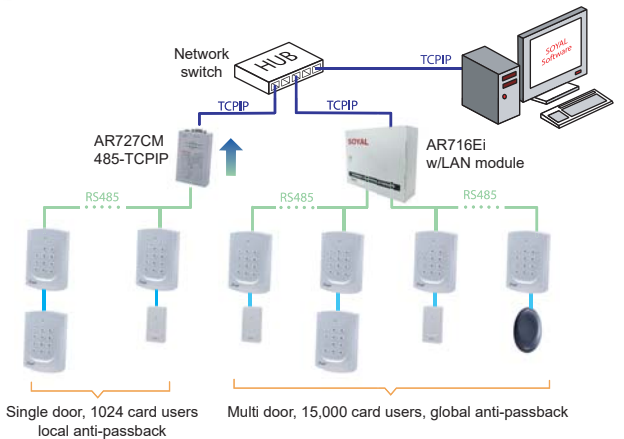 Network
switch
HUB
TCPIP
SOYAL
Software
TCPIP
TCPIP
AR727CM
485-TCPIP
SOYAL
AR716Ei
w/LAN module
RS485
RS485
RS485
Single door, 1024 card users
local anti-passback
Multi door, 15,000 card users, global anti-passback